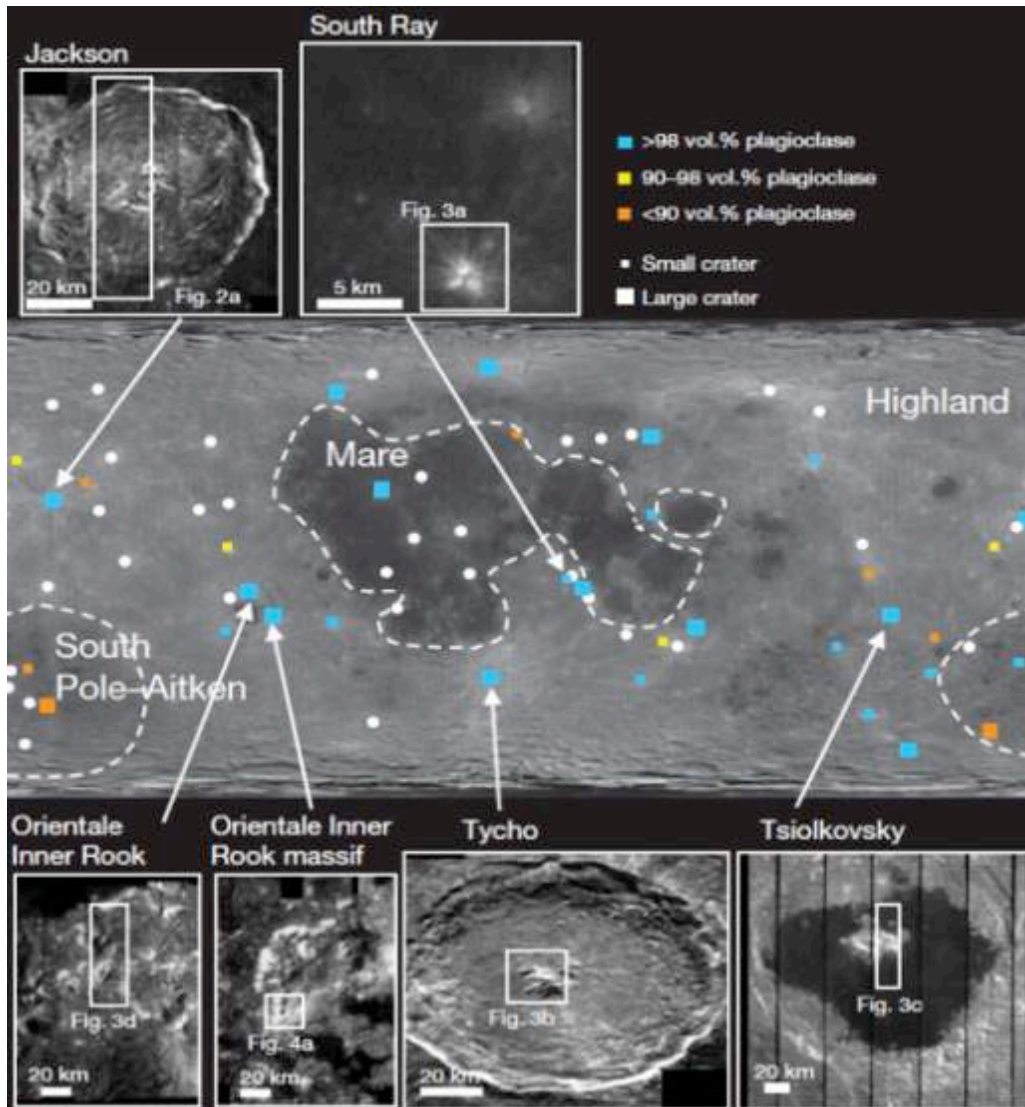 Jackson
South Ray
20 km
Fig. 2a
Fig. 3a
5 km
>98 vol.% plagioclase
90–98 vol.% plagioclase
<90 vol.% plagioclase
Small crater
Large crater
Highland
Mare
South
Pole–Aitken
Orientale
Inner Rook
Orientale Inner
Rook massif
Tycho
Tsiolkovsky
Fig. 3d
20 km
Fig. 4a
20 km
Fig. 3b
20 km
Fig. 3c
20 km